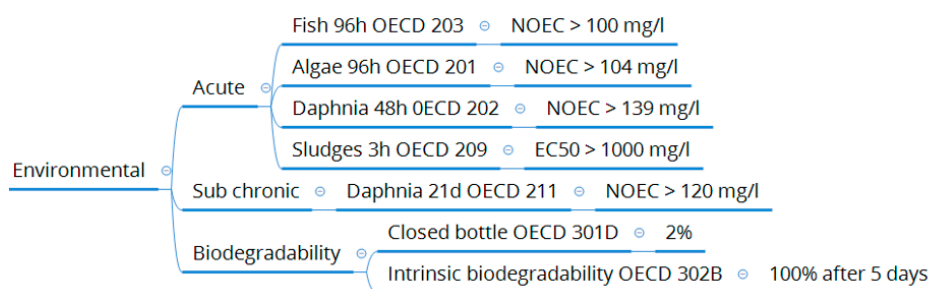 Fish 96h OECD 203 NOEC > 100 mg/l
Algae 96h OECD 201 NOEC > 104 mg/l
Acute
Daphnia 48h 0ECD 202 NOEC > 139 mg/l
Sludges 3h OECD 209 EC50 > 1000 mg/l
Environmental
Sub chronic Daphnia 21d OECD 211 NOEC > 120 mg/l
Closed bottle OECD 301D 2%
Biodegradability
Intrinsic biodegradability OECD 302B 100% after 5 days